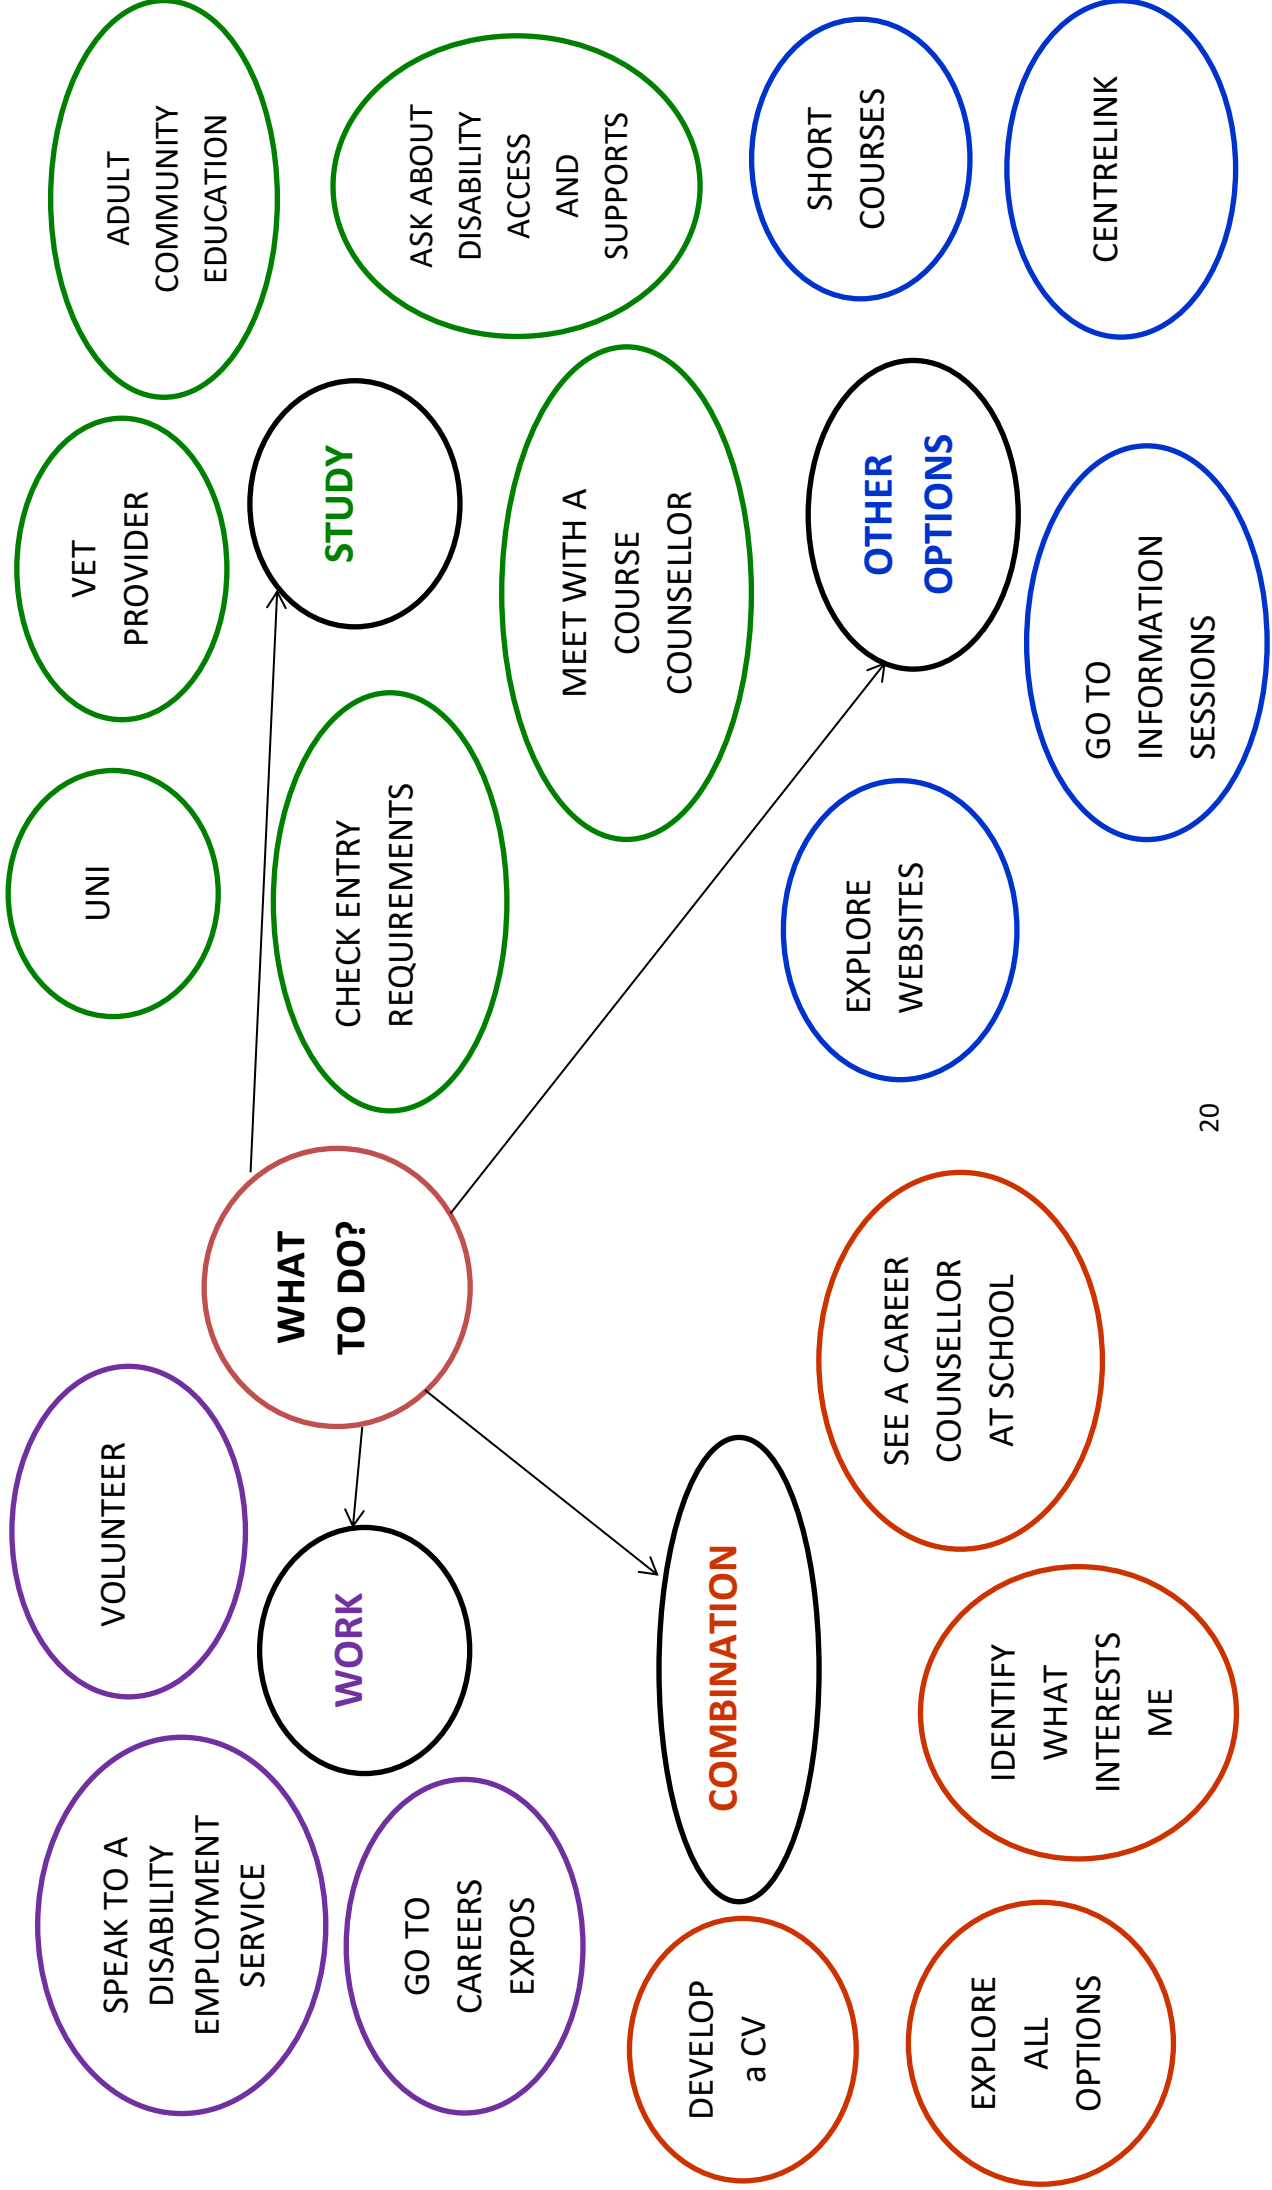 SPEAK TO A
DISABILITY
EMPLOYMENT
SERVICE
VOLUNTEER
UNI
VET
PROVIDER
ADULT
COMMUNITY
EDUCATION
GO TO
CAREERS
EXPOS
WORK
WHAT
TO DO?
CHECK ENTRY
REQUIREMENTS
STUDY
ASK ABOUT
DISABILITY
ACCESS
AND
SUPPORTS
MEET WITH A
COURSE
COUNSELLOR
DEVELOP
a CV
COMBINATION
SEE A CAREER
COUNSELLOR
AT SCHOOL
EXPLORE
WEBSITES
OTHER
OPTIONS
SHORT
COURSES
EXPLORE
ALL
OPTIONS
IDENTIFY
WHAT
INTERESTS
ME
GO TO
INFORMATION
SESSIONS
CENTRELINK
20